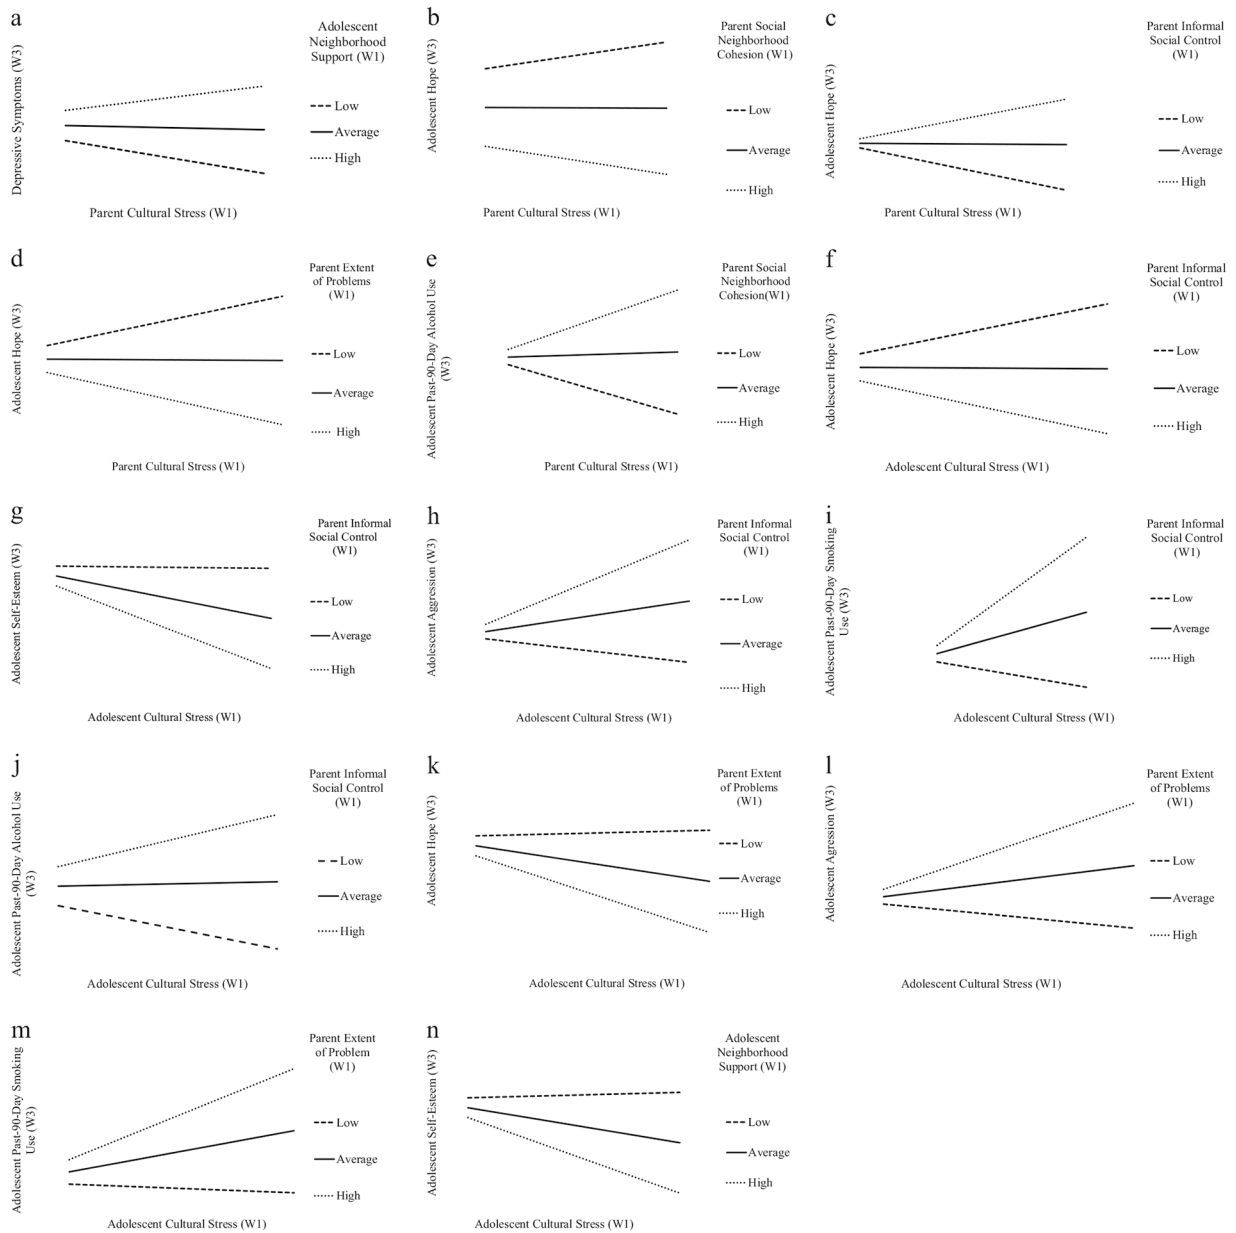 a
Depressive Symptoms (W3)
Adolescent
Neighborhood
Support (W1)
Low
Average
High
Parent Cultural Stress (W1)
b
Adolescent Hope (W3)
Parent Social
Neighborhood
Cohesion (W1)
Low
Average
High
Parent Cultural Stress (W1)
c
Adolescent Hope (W3)
Parent Informal
Social Control
(W1)
Low
Average
High
Parent Cultural Stress (W1)
d
Adolescent Hope (W3)
Parent Extent
of Problems
(W1)
Low
Average
High
Parent Cultural Stress (W1)
e
Adolescent Past-90-Day Alcohol Use
(W3)
Parent Social
Neighborhood
Cohesion(W1)
Low
Average
High
Parent Cultural Stress (W1)
f
Adolescent Hope (W3)
Parent Informal
Social Control
(W1)
Low
Average
High
Adolescent Cultural Stress (W1)
g
Adolescent Self-Esteem (W3)
Parent Informal
Social Control
(W1)
Low
Average
High
Adolescent Cultural Stress (W1)
h
Adolescent Aggression (W3)
Parent Informal
Social Control
(W1)
Low
Average
High
Adolescent Cultural Stress (W1)
i
Adolescent Past-90-Day Smoking
Use (W3)
Parent Informal
Social Control
(W1)
Low
Average
High
Adolescent Cultural Stress (W1)
j
Adolescent Past-90-Day Alcohol Use
(W3)
Parent Informal
Social Control
(W1)
Low
Average
High
Adolescent Cultural Stress (W1)
k
Adolescent Hope (W3)
Parent Extent
of Problems
(W1)
Low
Average
High
Adolescent Cultural Stress (W1)
l
Adolescent Agression (W3)
Parent Extent
of Problems
(W1)
Low
Average
High
Adolescent Cultural Stress (W1)
m
Adolescent Past-90-Day Smoking
Use (W3)
Parent Extent
of Problem
(W1)
Low
Average
High
Adolescent Cultural Stress (W1)
n
Adolescent Self-Esteem (W3)
Adolescent
Neighborhood
Support (W1)
Low
Average
High
Adolescent Cultural Stress (W1)